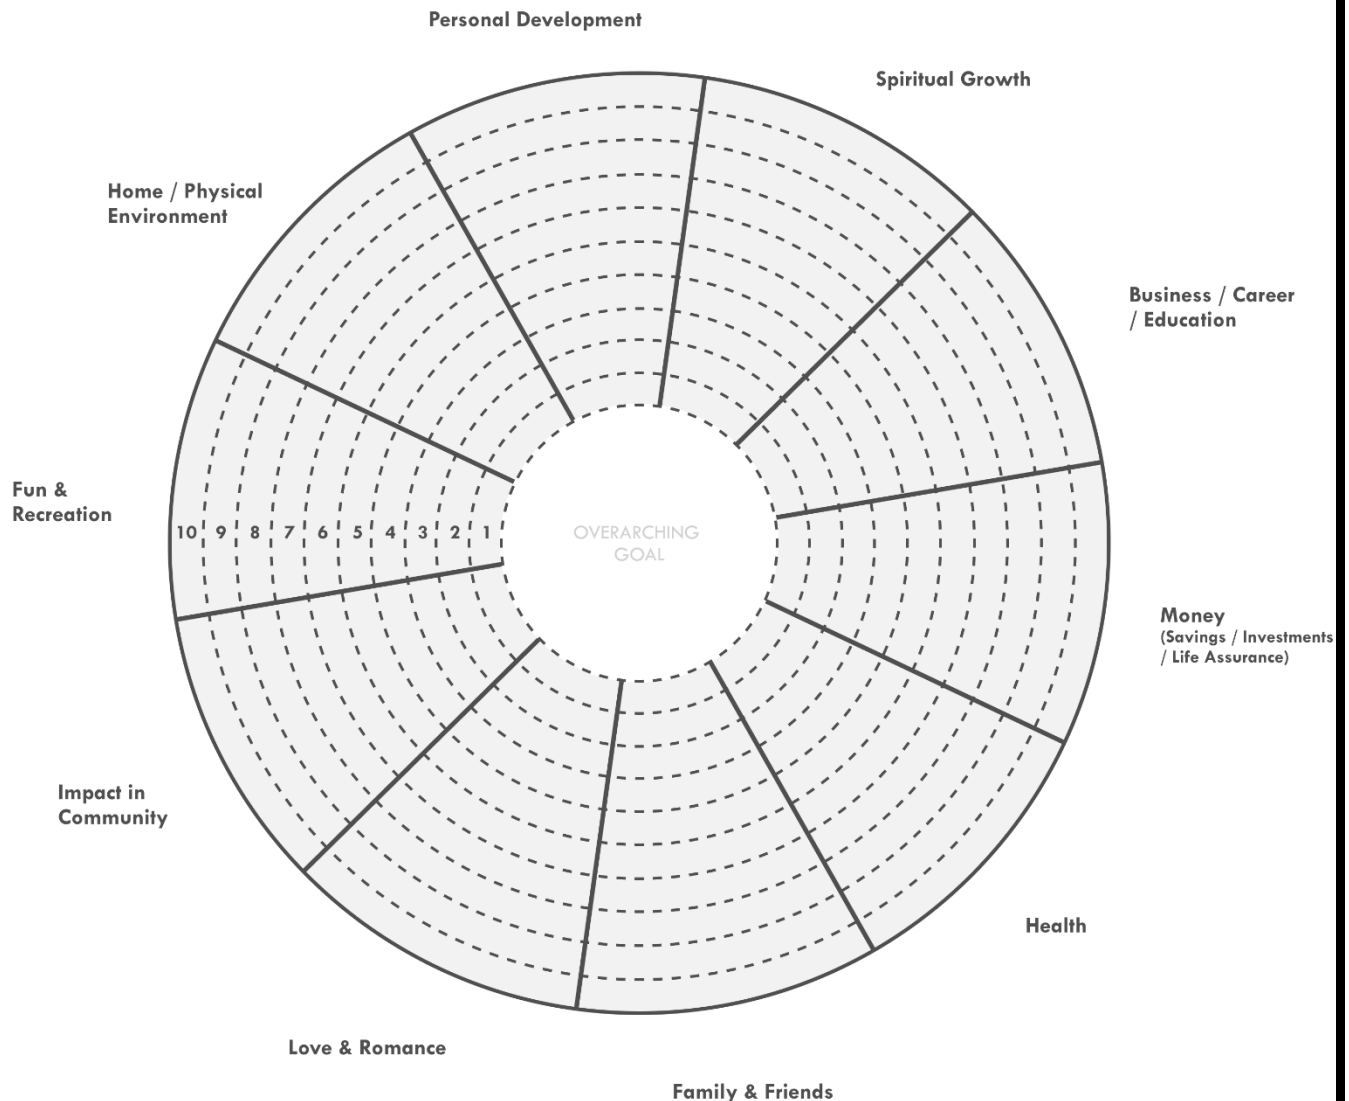 Personal Development
Spiritual Growth
Home / Physical
Environment
Business / Career
/ Education
Fun &
Recreation
10 9 8 7 6 5 4 3 2 1
OVERARCHING
GOAL
Money
(Savings / Investments
/ Life Assurance)
Impact in
Community
Health
Love & Romance
Family & Friends